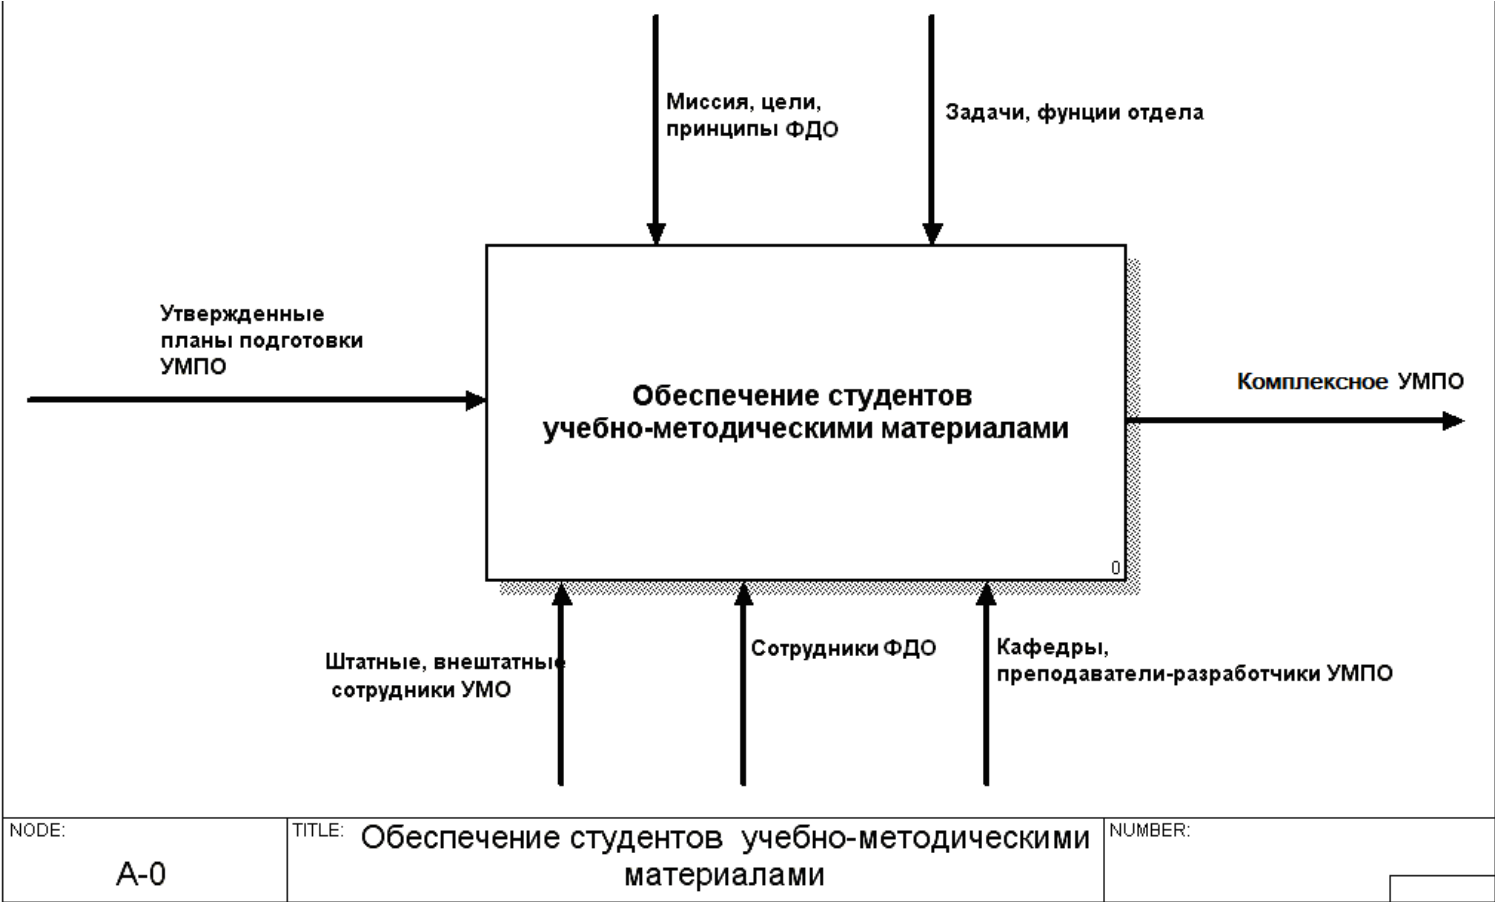 Миссия, цели,
принципы ФДО
Задачи, фунции отдела
Утвержденные
планы подготовки
УМПО
Обеспечение студентов
учебно-методическими материалами
Комплексное УМПО
0
Штатные, внештатные
сотрудники УМО
Сотрудники ФДО
Кафедры,
преподаватели-разработчики УМПО
NODE:
A-0
TITLE:
Обеспечение студентов учебно-методическими
материалами
NUMBER: